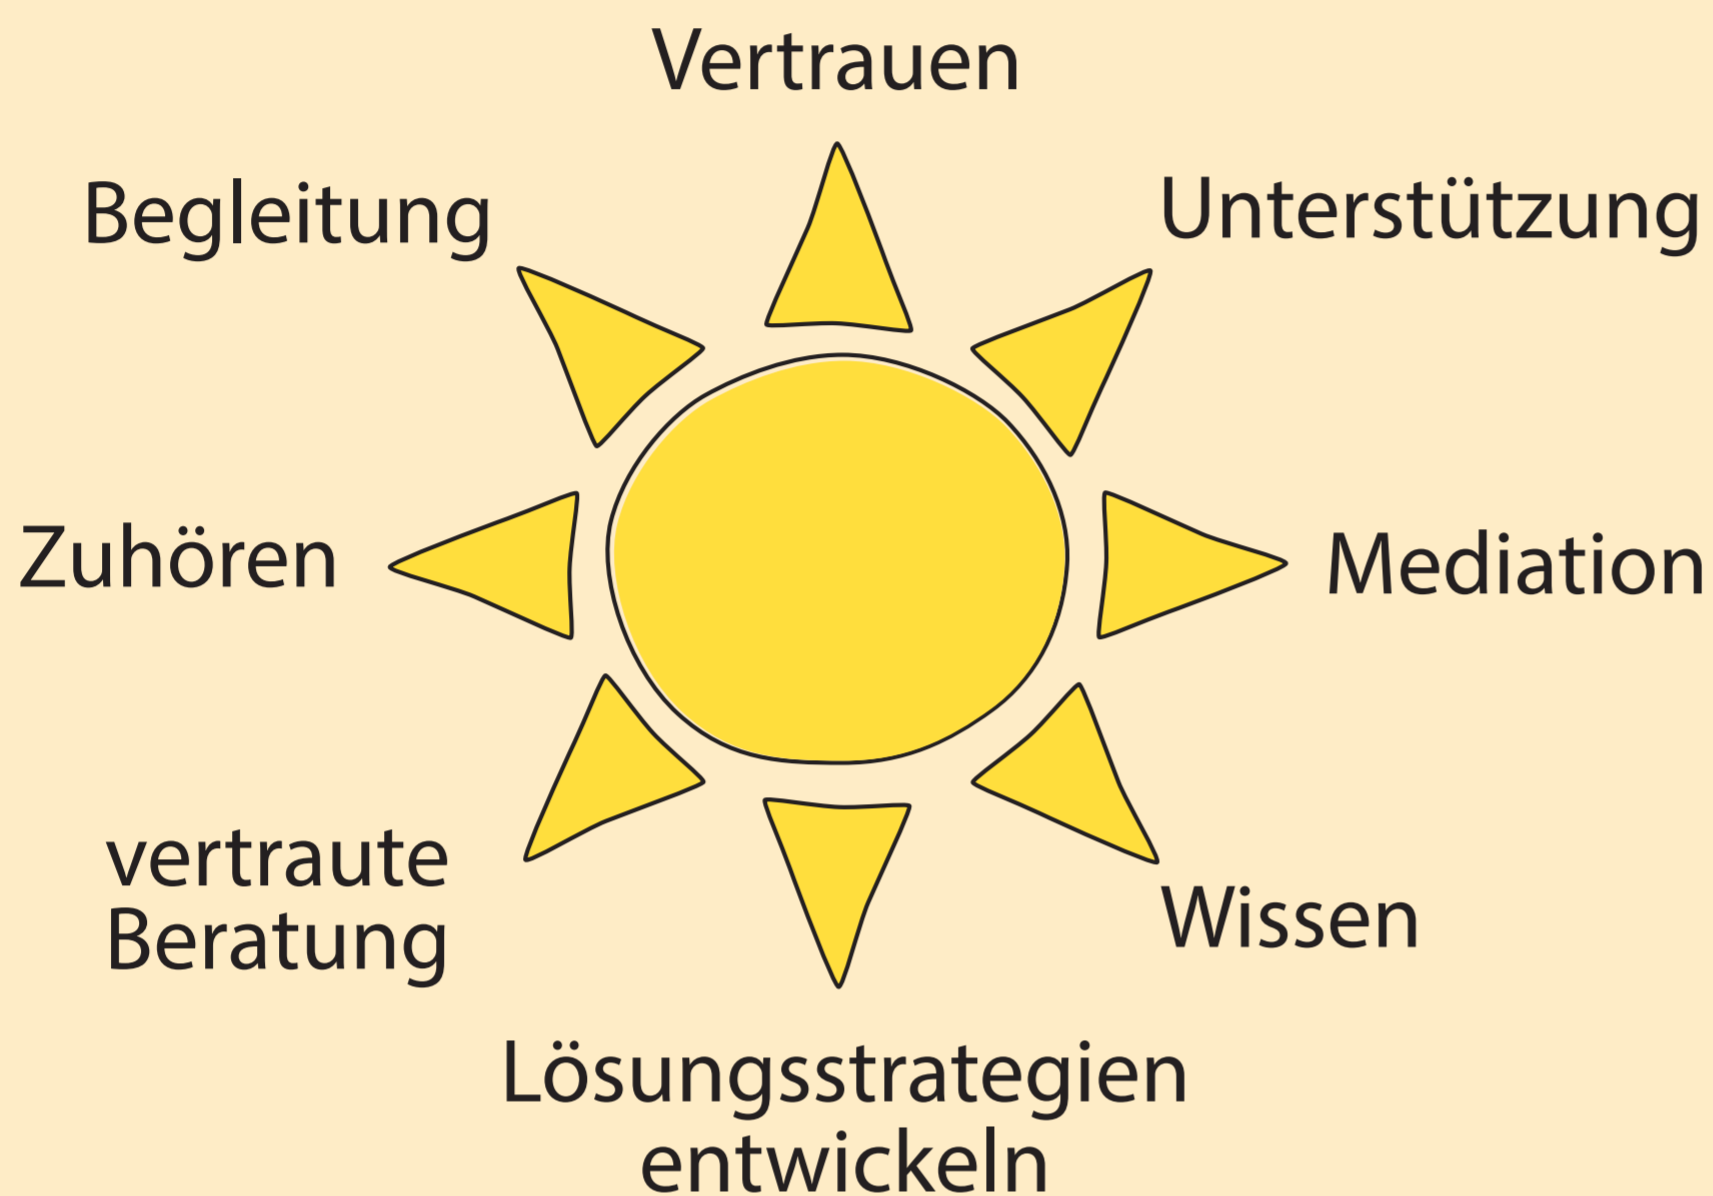 Vertrauen
Begleitung
Unterstützung
Zuhören
Mediation
vertraute
Beratung
Wissen
Lösungsstrategien
entwickeln